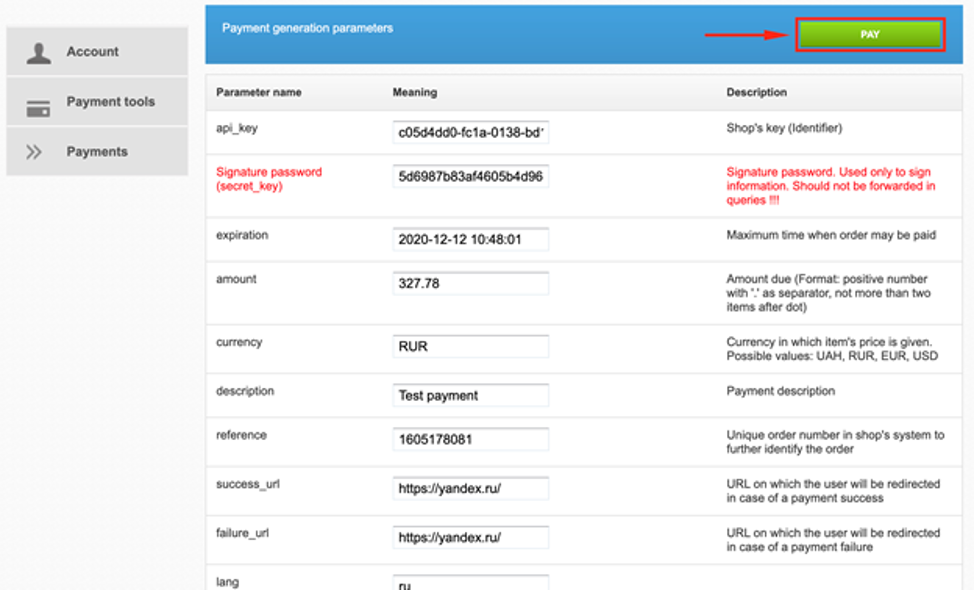 Account
Payment tools
Payments
Payment generation parameters
PAY
Parameter name Meaning Description
api_key c05d4dd0-fc1a-0138-bd Shop's key (Identifier)
Signature password 5d6987b83af4605b4d96 Signature password. Used only to sign
(secret_key) information. Should not be forwarded in
queries !!!
expiration 2020-12-12 10:48:01 Maximum time when order may be paid
amount 327.78 Amount due (Format: positive number
with '.' as separator, not more than two
items after dot)
currency RUR Currency in which item's price is given.
Possible values: UAH, RUR, EUR, USD
description Test payment Payment description
reference 1605178081 Unique order number in shop's system to
further identify the order
success_url https://yandex.ru/ URL on which the user will be redirected
in case of a payment success
failure_url https://yandex.ru/ URL on which the user will be redirected
in case of a payment failure
lang ru